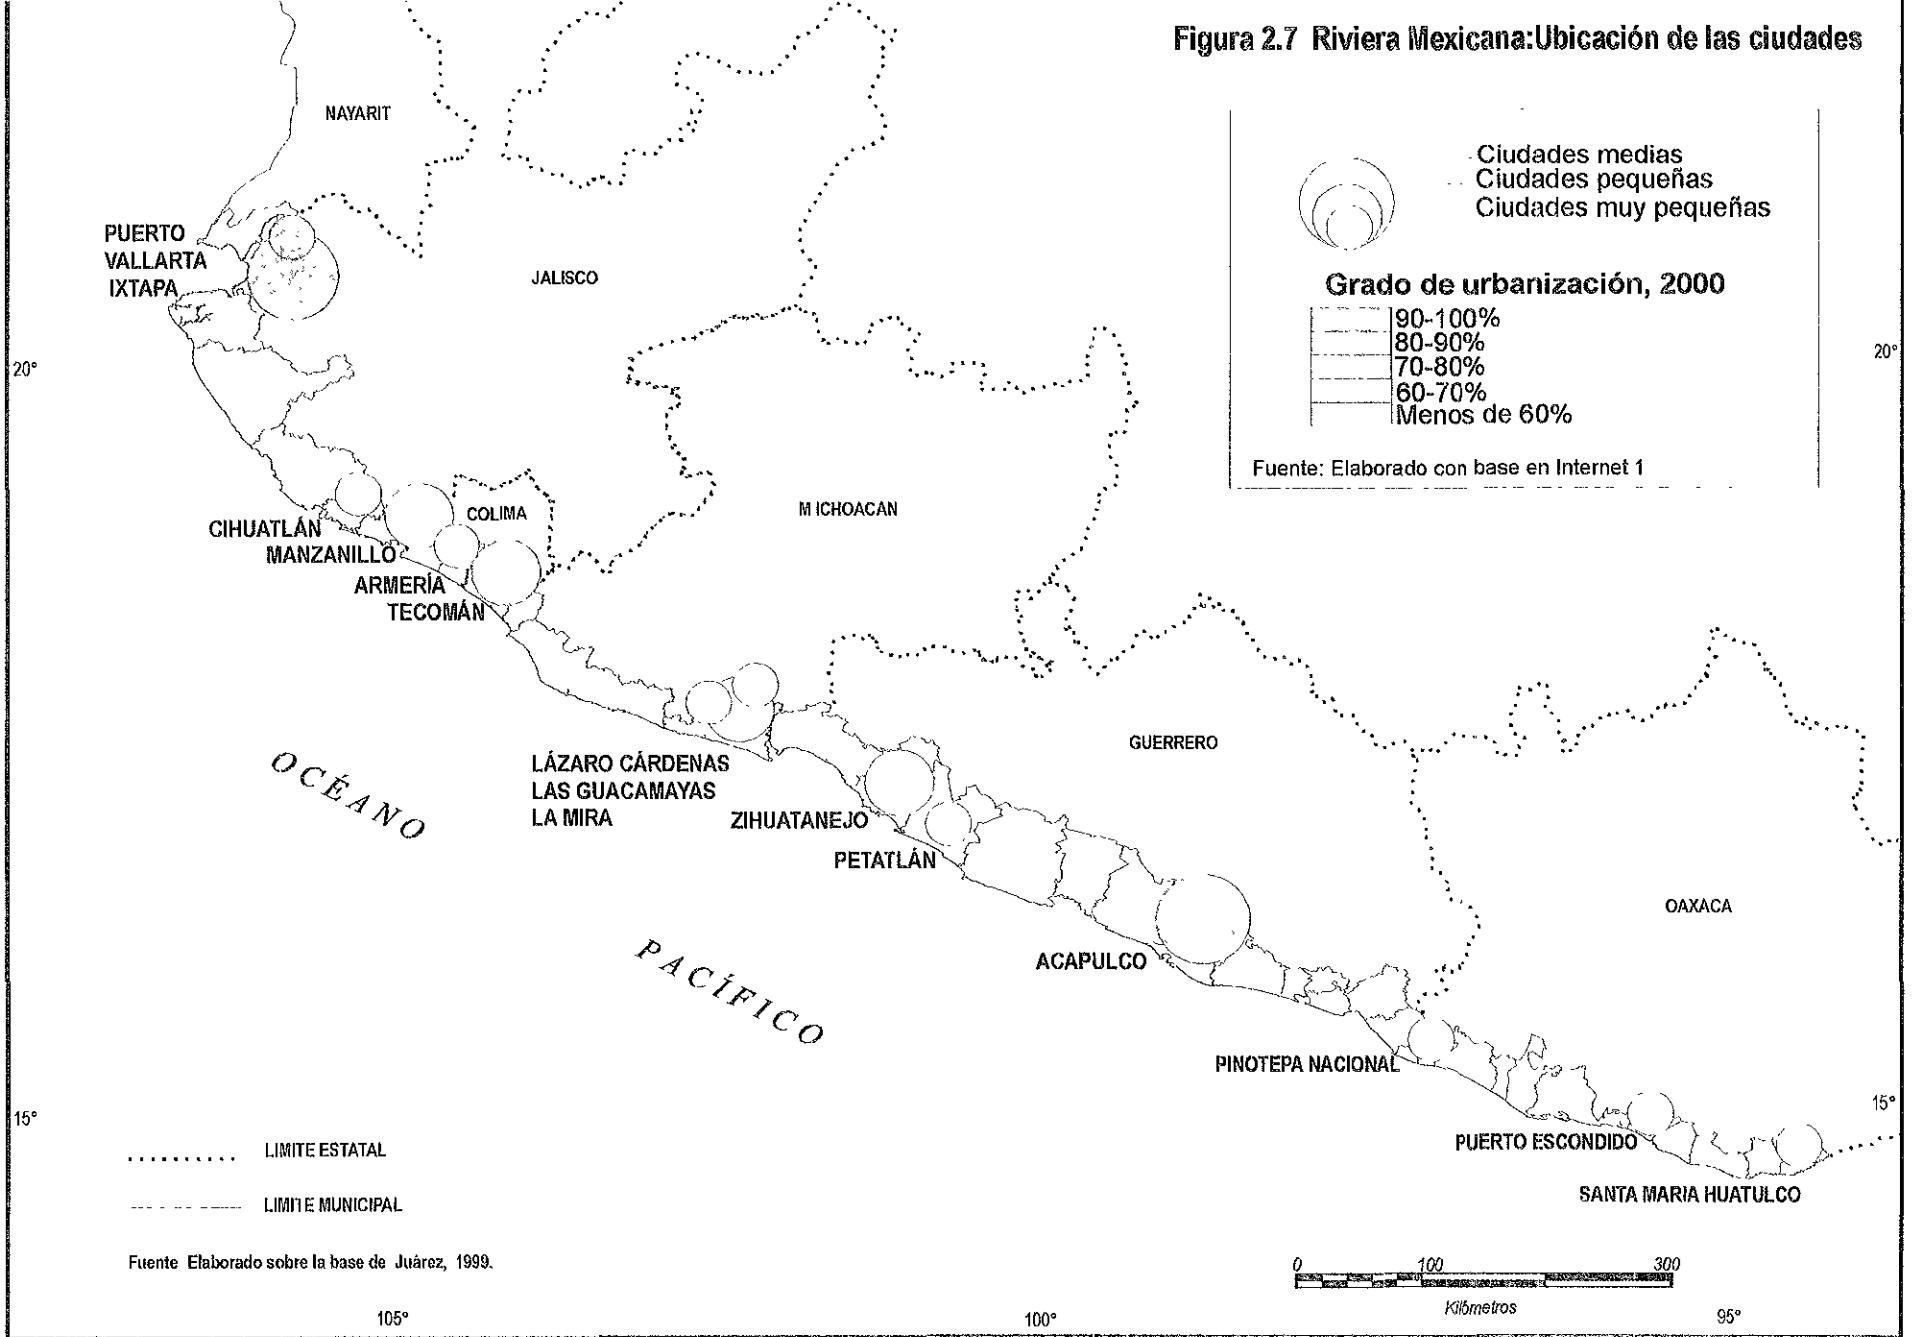 Figura 2.7 Riviera Mexicana:Ubicación de las ciudades
NAYARIT
Ciudades medias
Ciudades pequeñas
Ciudades muy pequeñas
PUERTO
VALLARTA
IXTAPA
JALISCO
Grado de urbanización, 2000
90-100%
80-90%
70-80%
60-70%
Menos de 60%
20°
20°
Fuente: Elaborado con base en Internet 1
COLIMA
MICHOACAN
CIHUATLÁN
MANZANILLO
ARMERÍA
TECOMÁN
GUERRERO
OCÉANO
LÁZARO CÁRDENAS
LAS GUACAMAYAS
LA MIRA
ZIHUATANEJO
PETATLÁN
OAXACA
PACÍFICO
ACAPULCO
PINOTEPA NACIONAL
15°
15°
PUERTO ESCONDIDO
SANTA MARIA HUATULCO
LIMITE ESTATAL
LIMITE MUNICIPAL
Fuente Elaborado sobre la base de Juárez, 1999.
0 100 300
Kilómetros
105°
100°
95°